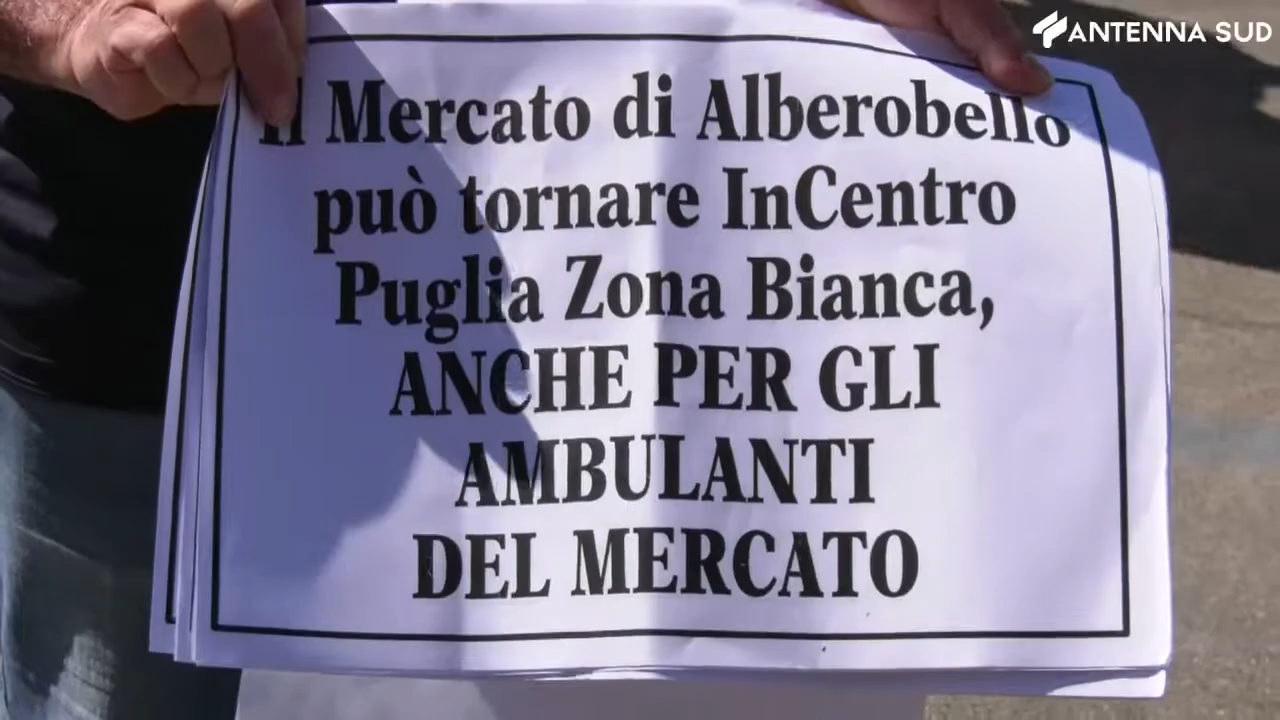 ANTENNA SUD
Il Mercato di Alberobello
può tornare InCentro
Puglia Zona Bianca,
ANCHE PER GLI
AMBULANTI
DEL MERCATO